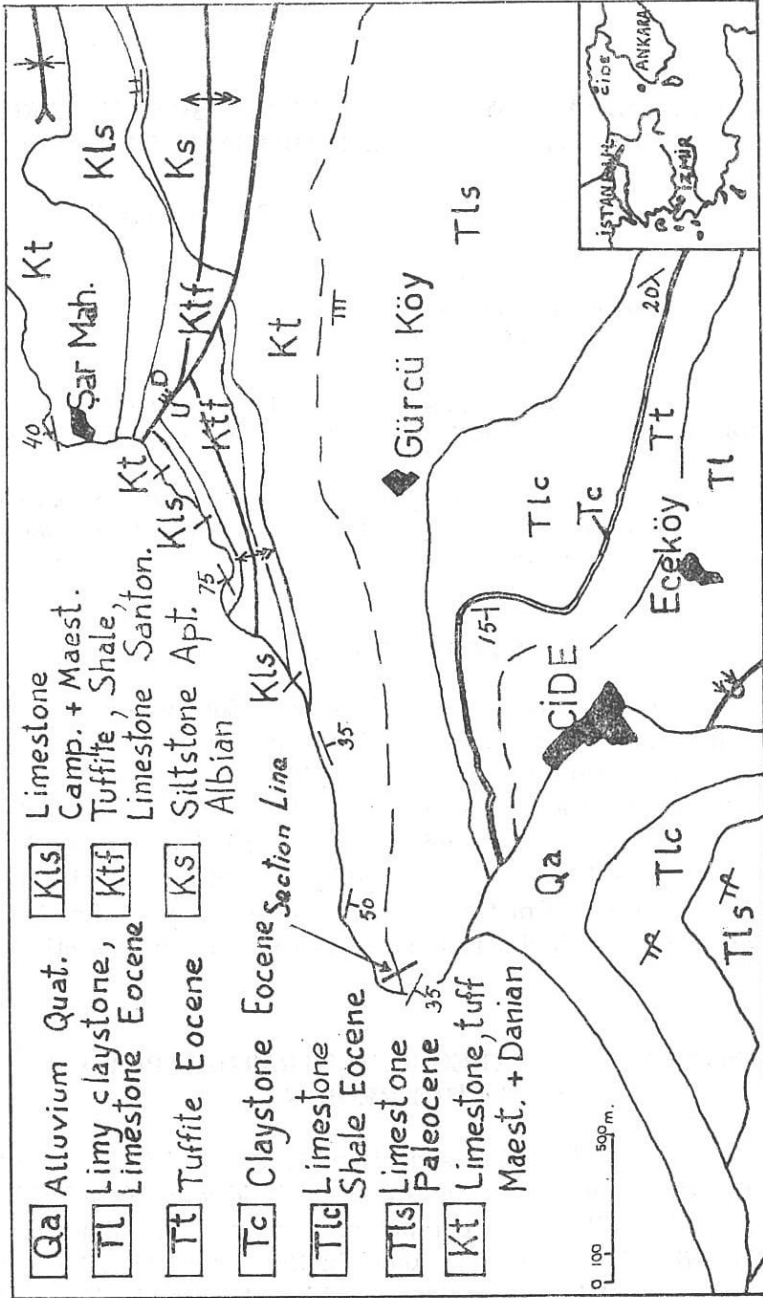 Qa Alluvium Quat.
Tl Limy claystone,
Limestone Eocene
Tt Tuffite Eocene
Tc Claystone Eocene
Tlc Limestone
Shale Eocene
Tls Limestone
Paleocene
Kt Limestone, tuff
Maest. + Danian
Kls Limestone
Camp. + Maest.
Ktf Tuffite, Shale,
Limestone Santon.
Ks Siltstone Apt.
Albian
Section Line
Kt
Kls
Ks
Şar Mah.
40
Ktf
D
U
Kt
Ktf
Kls
75
Kt
Kls
35
50
35
Tls
Gürcü Köy
Tlc
Tc
20
Tt
15
Eceköy
Tl
CİDE
Qa
Tlc
Tls
0 100 500 m.
İSTANBUL
CİDE
ANKARA
İZMİR